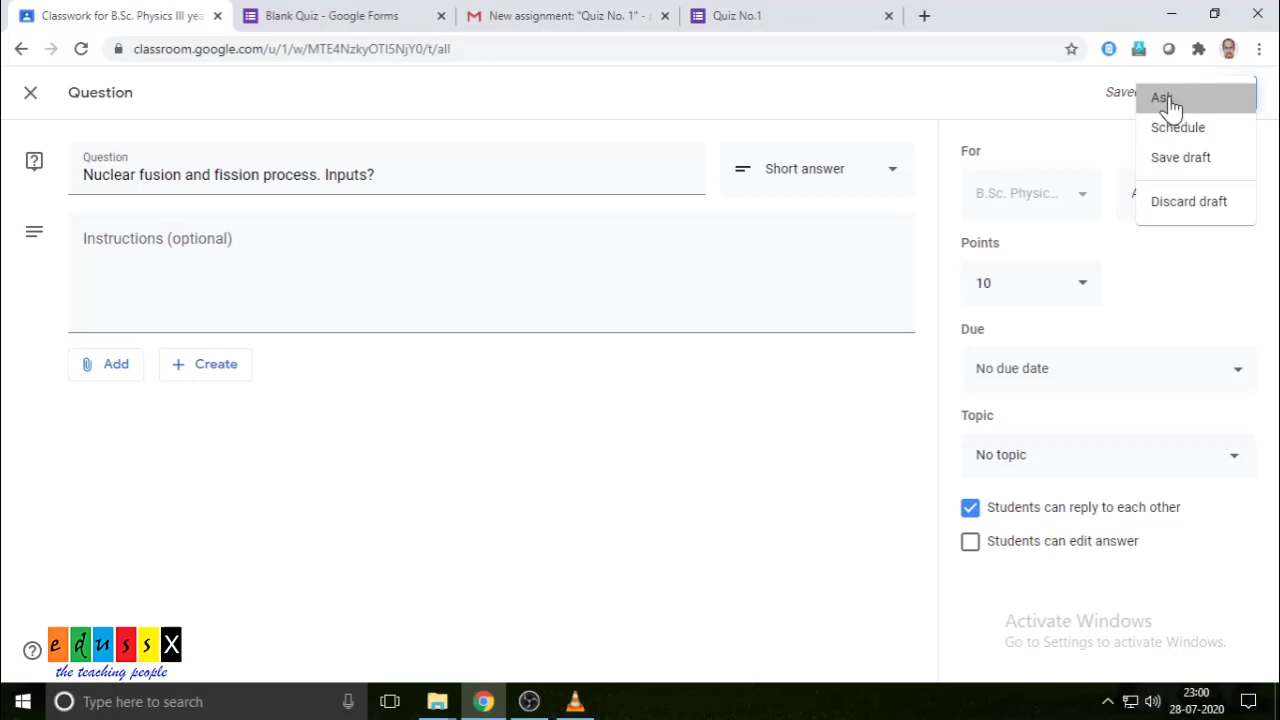 Classwork for B.Sc. Physics III yea
Blank Quiz - Google Forms
New assignment: "Quiz No. 1" -
Quiz No.1
classroom.google.com/u/1/w/MTE4NzkyOTI5NjY0/t/all
Question
Saved
Ask
Schedule
Save draft
Discard draft
Question
Nuclear fusion and fission process. Inputs?
Short answer
Instructions (optional)
Add
Create
For
B.Sc. Physic...
Points
10
Due
No due date
Topic
No topic
Students can reply to each other
Students can edit answer
Activate Windows
Go to Settings to activate Windows.
edussX
the teaching people
Type here to search
23:00
28-07-2020